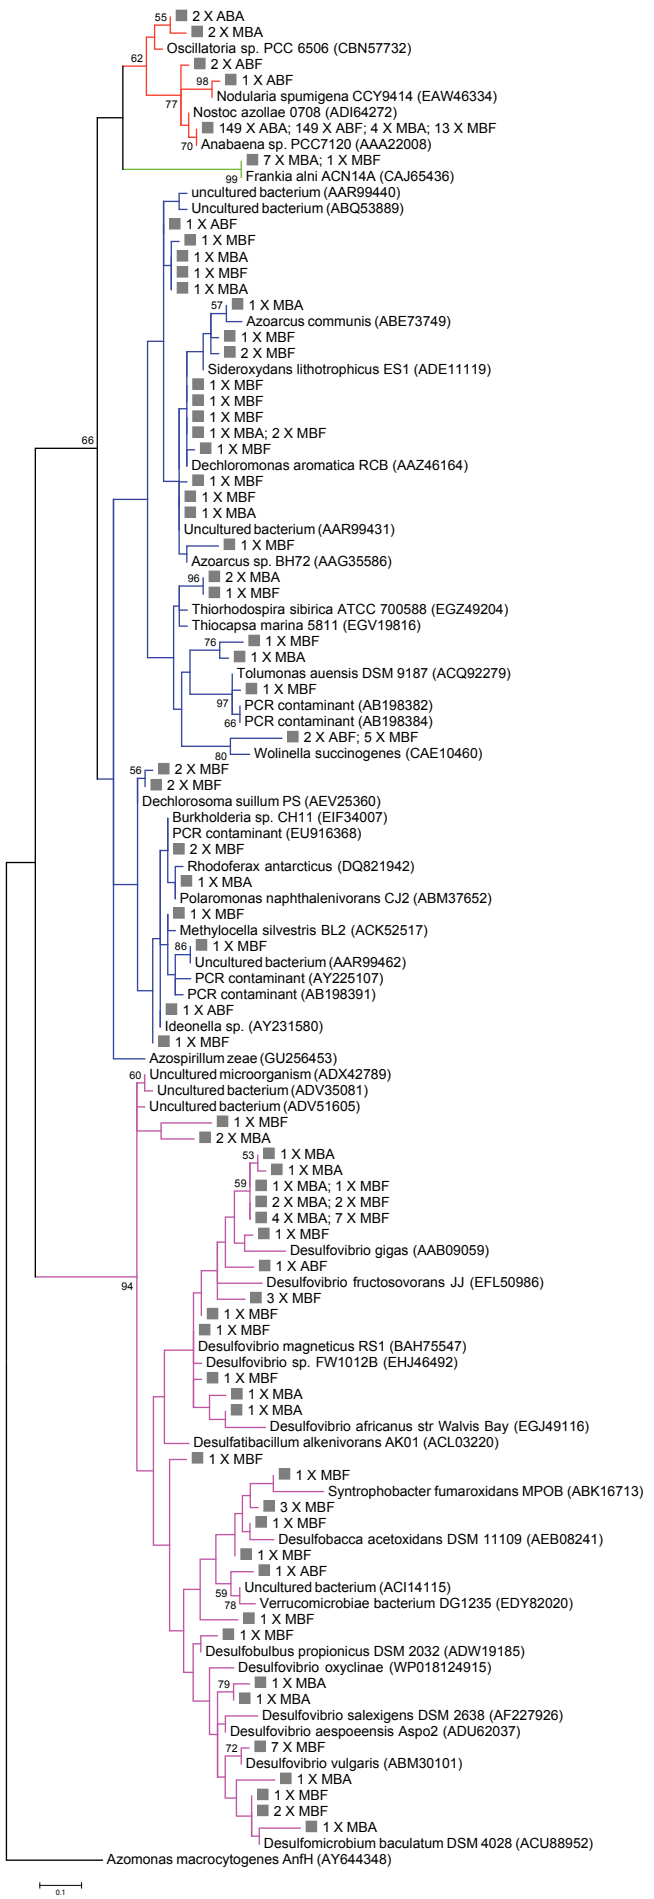 55
2 X ABA
2 X MBA
Oscillatoria sp. PCC 6506 (CBN57732)
62
2 X ABF
98
1 X ABF
Nodularia spumigena CCY9414 (EAW46334)
77
Nostoc azollae 0708 (ADI64272)
149 X ABA; 149 X ABF; 4 X MBA; 13 X MBF
70
Anabaena sp. PCC7120 (AAA22008)
7 X MBA; 1 X MBF
99
Frankia alni ACN14A (CAJ65436)
uncultured bacterium (AAR99440)
Uncultured bacterium (ABQ53889)
1 X ABF
1 X MBF
1 X MBA
1 X MBF
1 X MBA
57
1 X MBA
Azoarcus communis (ABE73749)
1 X MBF
2 X MBF
Sideroxydans lithotrophicus ES1 (ADE11119)
1 X MBF
1 X MBF
1 X MBF
1 X MBA; 2 X MBF
66
1 X MBF
Dechloromonas aromatica RCB (AAZ46164)
1 X MBF
1 X MBF
1 X MBA
Uncultured bacterium (AAR99431)
1 X MBF
Azoarcus sp. BH72 (AAG35586)
96
2 X MBA
1 X MBF
Thiorhodospira sibirica ATCC 700588 (EGZ49204)
Thiocapsa marina 5811 (EGV19816)
76
1 X MBF
1 X MBA
Tolumonas auensis DSM 9187 (ACQ92279)
1 X MBF
97
PCR contaminant (AB198382)
66
PCR contaminant (AB198384)
2 X ABF; 5 X MBF
80
Wolinella succinogenes (CAE10460)
56
2 X MBF
2 X MBF
Dechlorosoma suillum PS (AEV25360)
Burkholderia sp. CH11 (EIF34007)
PCR contaminant (EU916368)
2 X MBF
Rhodoferax antarcticus (DQ821942)
1 X MBA
Polaromonas naphthalenivorans CJ2 (ABM37652)
1 X MBF
Methylocella silvestris BL2 (ACK52517)
86
1 X MBF
Uncultured bacterium (AAR99462)
PCR contaminant (AY225107)
PCR contaminant (AB198391)
1 X ABF
Ideonella sp. (AY231580)
1 X MBF
Azospirillum zeae (GU256453)
60
Uncultured microorganism (ADX42789)
Uncultured bacterium (ADV35081)
Uncultured bacterium (ADV51605)
1 X MBF
2 X MBA
53
1 X MBA
1 X MBA
59
1 X MBA; 1 X MBF
2 X MBA; 2 X MBF
4 X MBA; 7 X MBF
1 X MBF
Desulfovibrio gigas (AAB09059)
1 X ABF
94
Desulfovibrio fructosovorans JJ (EFL50986)
3 X MBF
1 X MBF
1 X MBF
Desulfovibrio magneticus RS1 (BAH75547)
Desulfovibrio sp. FW1012B (EHJ46492)
1 X MBF
1 X MBA
1 X MBA
Desulfovibrio africanus str Walvis Bay (EGJ49116)
Desulfatibacillum alkenivorans AK01 (ACL03220)
1 X MBF
1 X MBF
Syntrophobacter fumaroxidans MPOB (ABK16713)
3 X MBF
1 X MBF
Desulfobacca acetoxidans DSM 11109 (AEB08241)
1 X MBF
1 X ABF
59
Uncultured bacterium (ACI14115)
78
Verrucomicrobiae bacterium DG1235 (EDY82020)
1 X MBF
1 X MBF
Desulfobulbus propionicus DSM 2032 (ADW19185)
Desulfovibrio oxyclinae (WP018124915)
79
1 X MBA
1 X MBA
Desulfovibrio salexigens DSM 2638 (AF227926)
Desulfovibrio aespoeensis Aspo2 (ADU62037)
72
7 X MBF
Desulfovibrio vulgaris (ABM30101)
1 X MBA
1 X MBF
2 X MBF
1 X MBA
Desulfomicrobium baculatum DSM 4028 (ACU88952)
Azomonas macrocytogenes AnfH (AY644348)
0.1